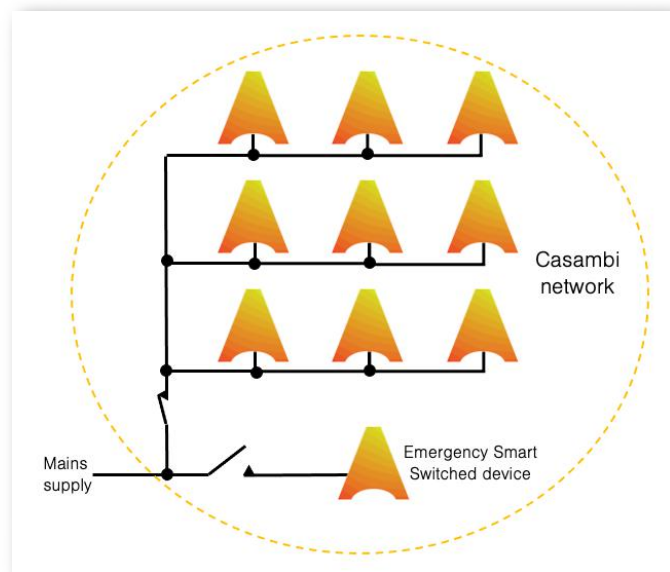 Casambi
network
Emergency Smart
Switched device
Mains
supply